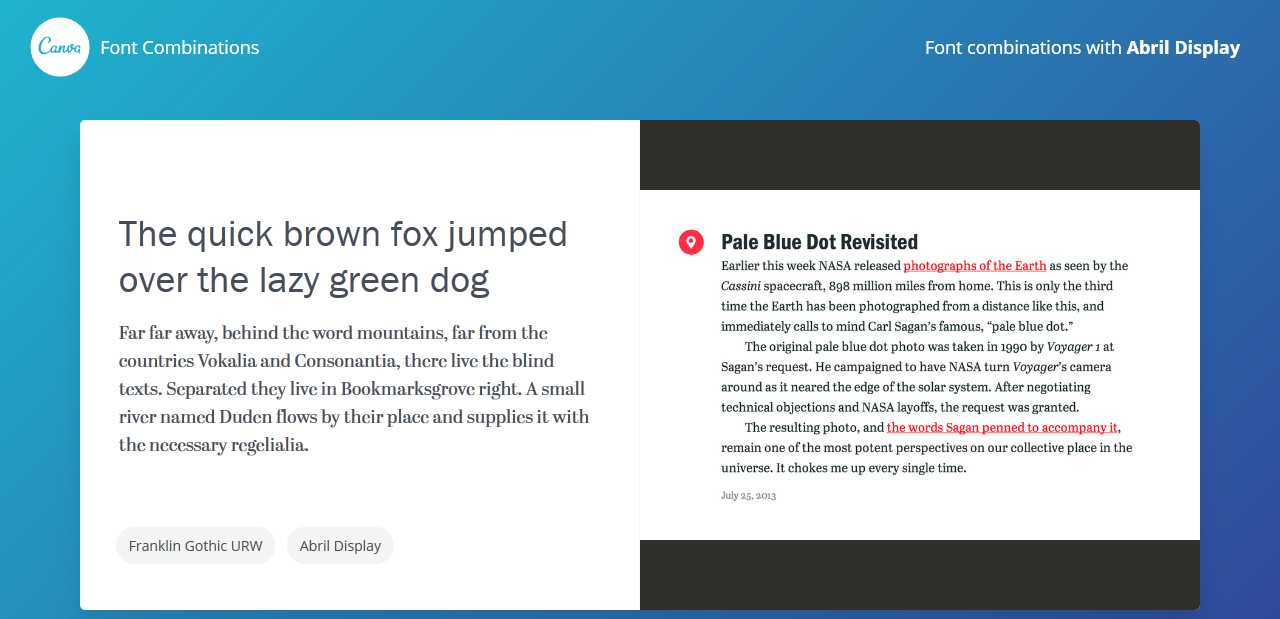 Canva
Font Combinations
Font combinations with Abril Display
The quick brown fox jumped
over the lazy green dog
Far far away, behind the word mountains, far from the
countries Vokalia and Consonantia, there live the blind
texts. Separated they live in Bookmarksgrove right. A small
river named Duden flows by their place and supplies it with
the necessary regelialia.
Franklin Gothic URW
Abril Display
Pale Blue Dot Revisited
Earlier this week NASA released photographs of the Earth as seen by the
Cassini spacecraft, 898 million miles from home. This is only the third
time the Earth has been photographed from a distance like this, and
immediately calls to mind Carl Sagan’s famous, “pale blue dot.”
The original pale blue dot photo was taken in 1990 by Voyager 1 at
Sagan’s request. He campaigned to have NASA turn Voyager’s camera
around as it neared the edge of the solar system. After negotiating
technical objections and NASA layoffs, the request was granted.
The resulting photo, and the words Sagan penned to accompany it,
remain one of the most potent perspectives on our collective place in the
universe. It chokes me up every single time.
July 25, 2013